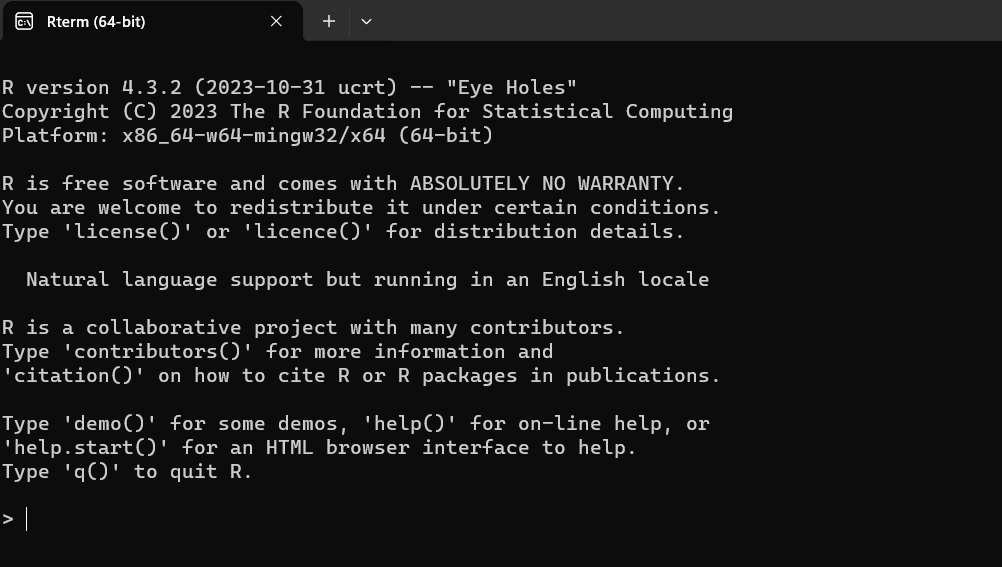 Rterm (64-bit)
R version 4.3.2 (2023-10-31 ucrt) -- "Eye Holes"
Copyright (C) 2023 The R Foundation for Statistical Computing
Platform: x86_64-w64-mingw32/x64 (64-bit)
R is free software and comes with ABSOLUTELY NO WARRANTY.
You are welcome to redistribute it under certain conditions.
Type 'license()' or 'licence()' for distribution details.
Natural language support but running in an English locale
R is a collaborative project with many contributors.
Type 'contributors()' for more information and
'citation()' on how to cite R or R packages in publications.
Type 'demo()' for some demos, 'help()' for on-line help, or
'help.start()' for an HTML browser interface to help.
Type 'q()' to quit R.
>